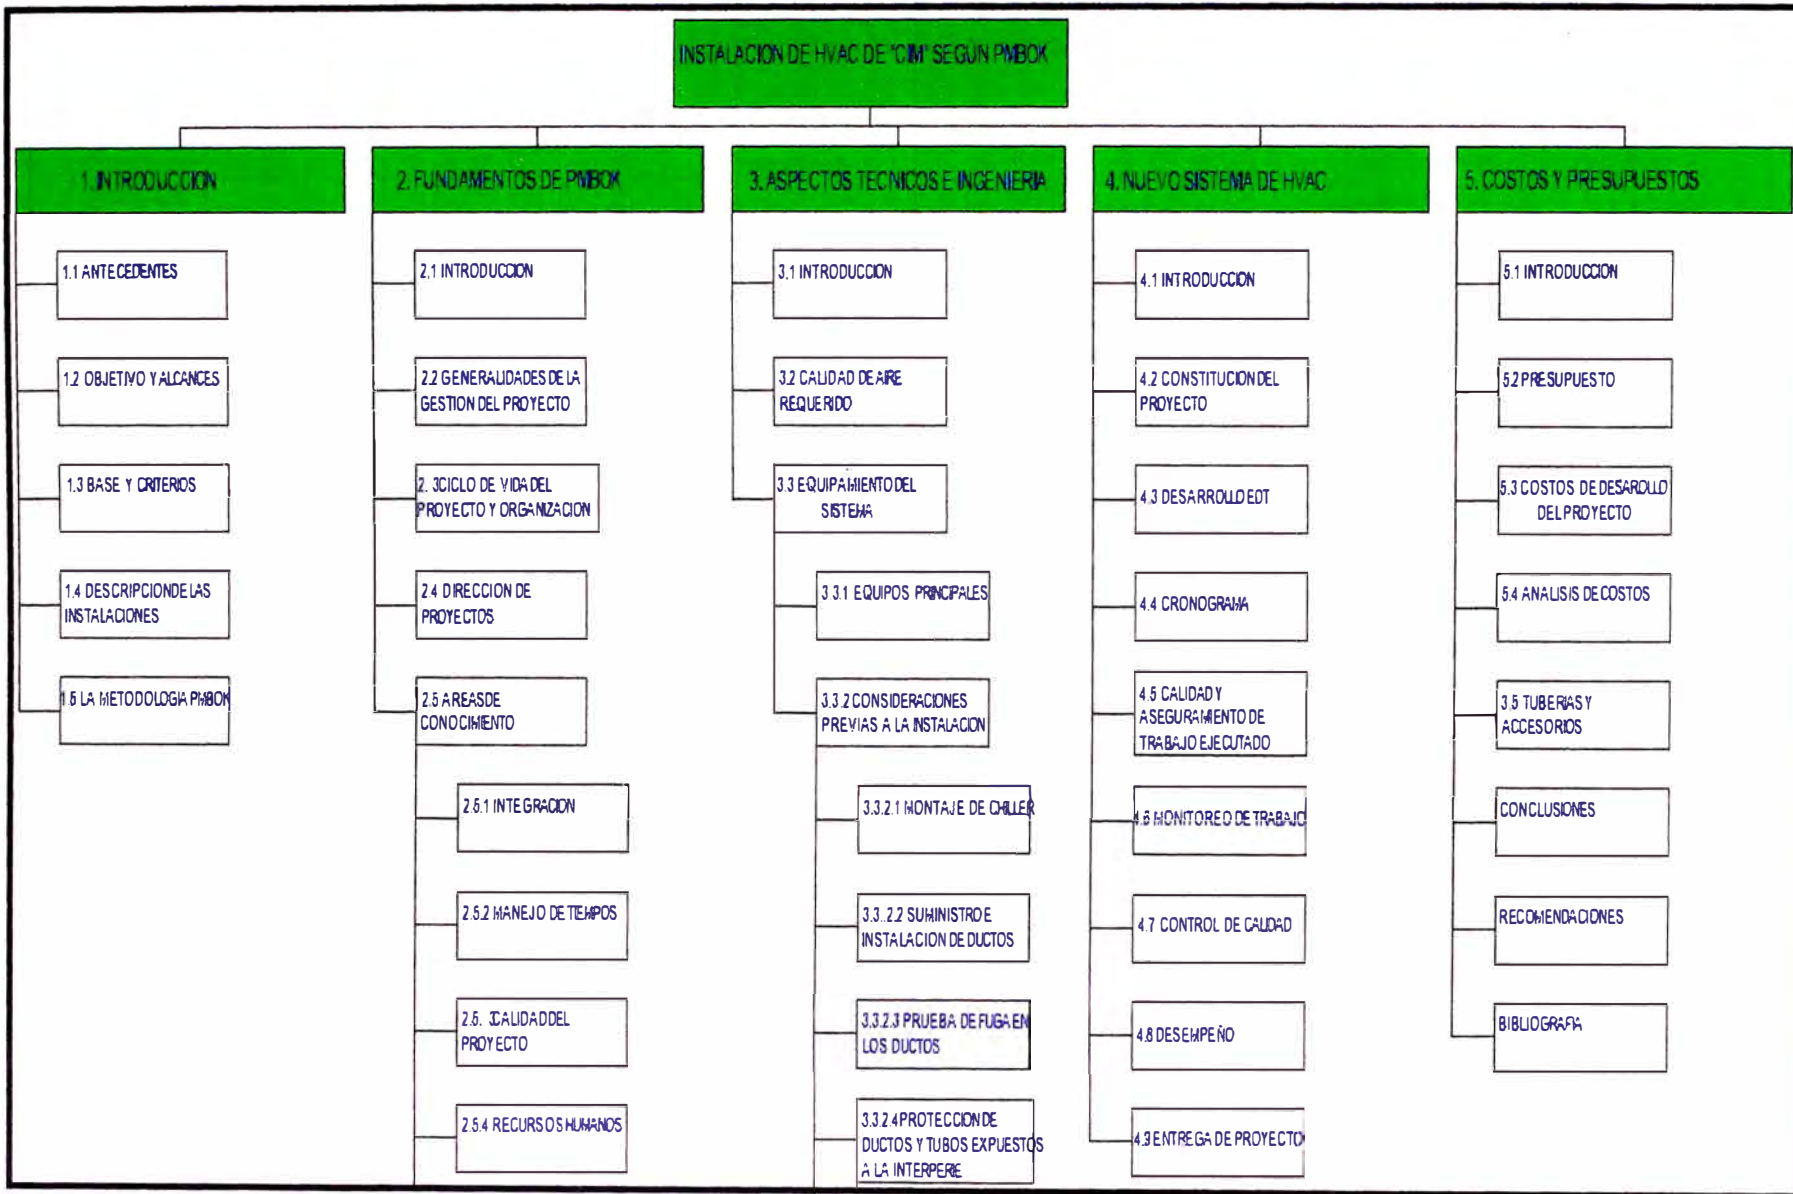 INSTALACION DE HVAC DE "CIM" SEGÚN PMBOK
1. INTRODUCCION
1.1 ANTECEDENTES
1.2 OBJETIVO Y ALCANCES
1.3 BASE Y CRITERIOS
1.4 DESCRIPCION DE LAS
INSTALACIONES
1.5 LA METODOLOGIA PMBOK
2. FUNDAMENTOS DE PMBOK
2.1 INTRODUCCION
2.2 GENERALIDADES DE LA
GESTION DEL PROYECTO
2. 3CICLO DE VIDA DEL
PROYECTO Y ORGANIZACION
2.4 DIRECCION DE
PROYECTOS
2.5 AREAS DE
CONOCIMIENTO
2.5.1 INTEGRACION
2.5.2 MANEJO DE TIEMPOS
2.5. 3CALIDAD DEL
PROYECTO
2.5.4 RECURSOS HUMANOS
3. ASPECTOS TECNICOS E INGENIERIA
3.1 INTRODUCCION
3.2 CALIDAD DE AIRE
REQUERIDO
3.3 EQUIPAMIENTO DEL
SISTEMA
3.3.1 EQUIPOS PRINCIPALES
3.3.2 CONSIDERACIONES
PREVIAS A LA INSTALACION
3.3.2.1 MONTAJE DE CHILLER
3.3..2.2 SUMINISTRO E
INSTALACION DE DUCTOS
3.3.2.3 PRUEBA DE FUGA EN
LOS DUCTOS
3.3.2.4 PROTECCION DE
DUCTOS Y TUBOS EXPUESTOS
A LA INTERPERIE
4. NUEVO SISTEMA DE HVAC
4.1 INTRODUCCION
4.2 CONSTITUCION DEL
PROYECTO
4.3 DESARROLLO EDT
4.4 CRONOGRAMA
4.5 CALIDAD Y
ASEGURAMIENTO DE
TRABAJO EJECUTADO
4.6 MONITOREO DE TRABAJO
4.7 CONTROL DE CALIDAD
4.8 DESEMPEÑO
4.9 ENTREGA DE PROYECTO
5. COSTOS Y PRESUPUESTOS
5.1 INTRODUCCION
5.2 PRESUPUESTO
5.3 COSTOS DE DESAROLLO
DEL PROYECTO
5.4 ANALISIS DE COSTOS
3.5 TUBERIAS Y
ACCESORIOS
CONCLUSIONES
RECOMENDACIONES
BIBLIOGRAFIA